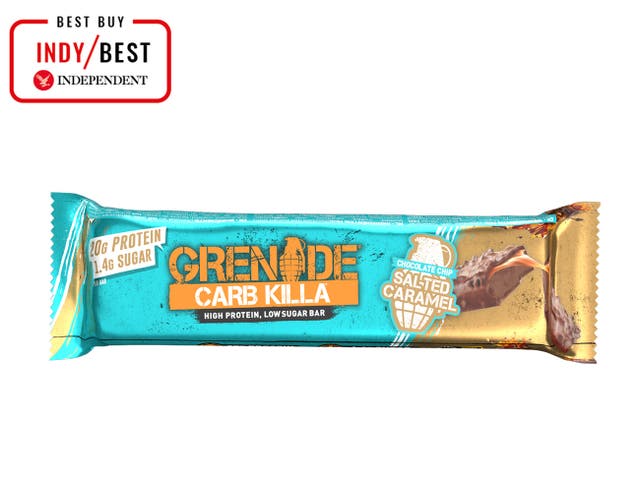 BEST BUY
INDY/BEST
INDEPENDENT
20G PROTEIN
1.4G SUGAR
GRENADE
CARB KILLA
HIGH PROTEIN, LOW SUGAR BAR
CHOCOLATE CHIP
SALTED
CARAMEL